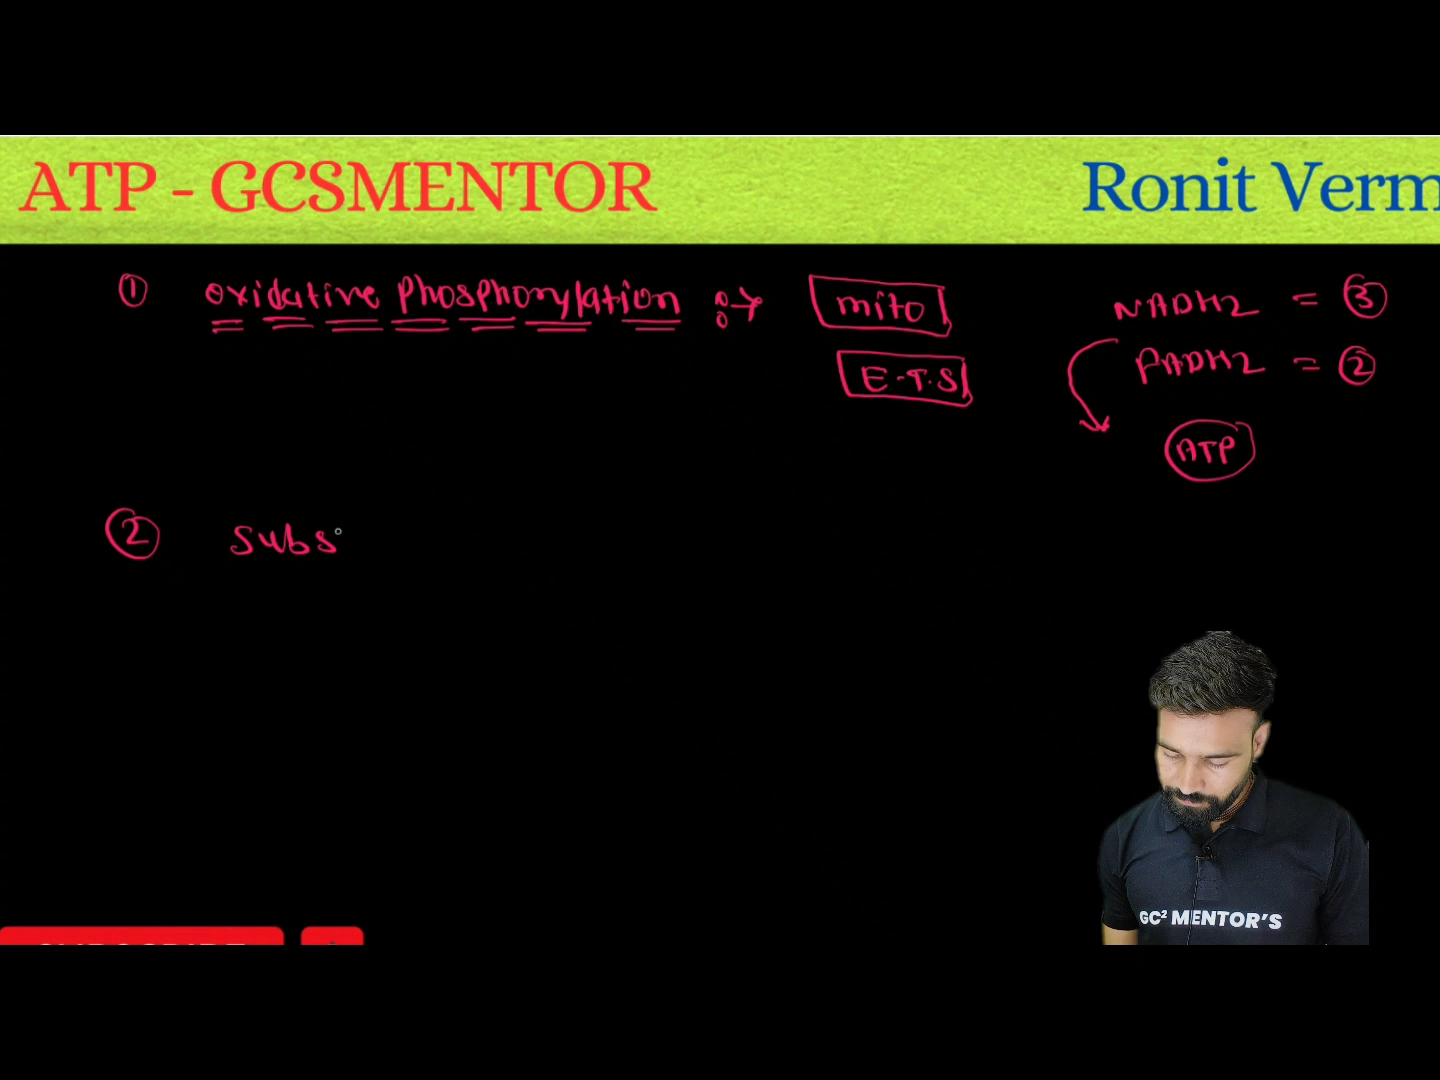 ATP - GCSMENTOR
Ronit Verm
① oxidative phosphorylation :→ mito NADH2 = ③
E.T.S FADH2 = ②
ATP
② subs
GC² MENTOR'S